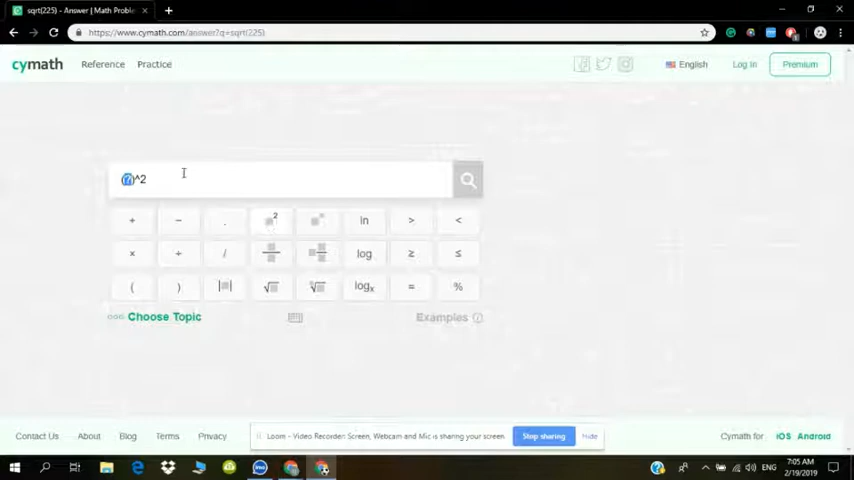 sqrt(225) - Answer | Math Proble
https://www.cymath.com/answer?q=sqrt(225)
cymath Reference Practice English Log In Premium
(?)^2
+ − . 2 ln > <
× ÷ / log ≥ ≤
( ) | | √ √ logx = %
Choose Topic Examples
Contact Us About Blog Terms Privacy Loom - Video Recorder: Screen, Webcam and Mic is sharing your screen. Stop sharing Hide Cymath for iOS Android
ENG 7:05 AM
2/19/2019